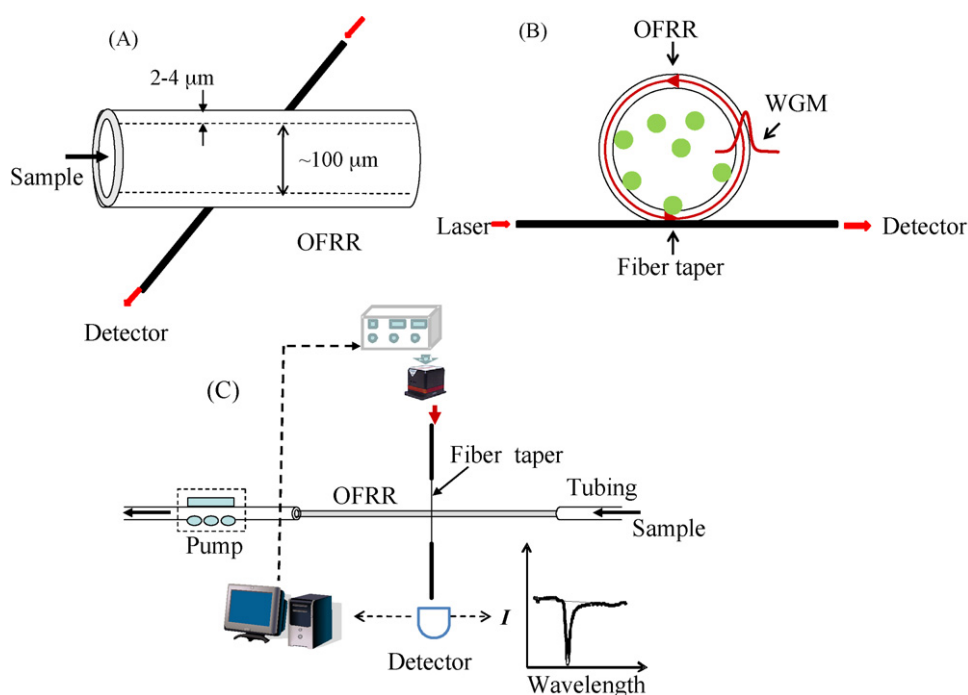 (A)
2-4 μm
~100 μm
Sample
OFRR
Detector
(B)
OFRR
WGM
Laser
Detector
Fiber taper
(C)
Fiber taper
OFRR
Tubing
Sample
Pump
I
Detector
Wavelength